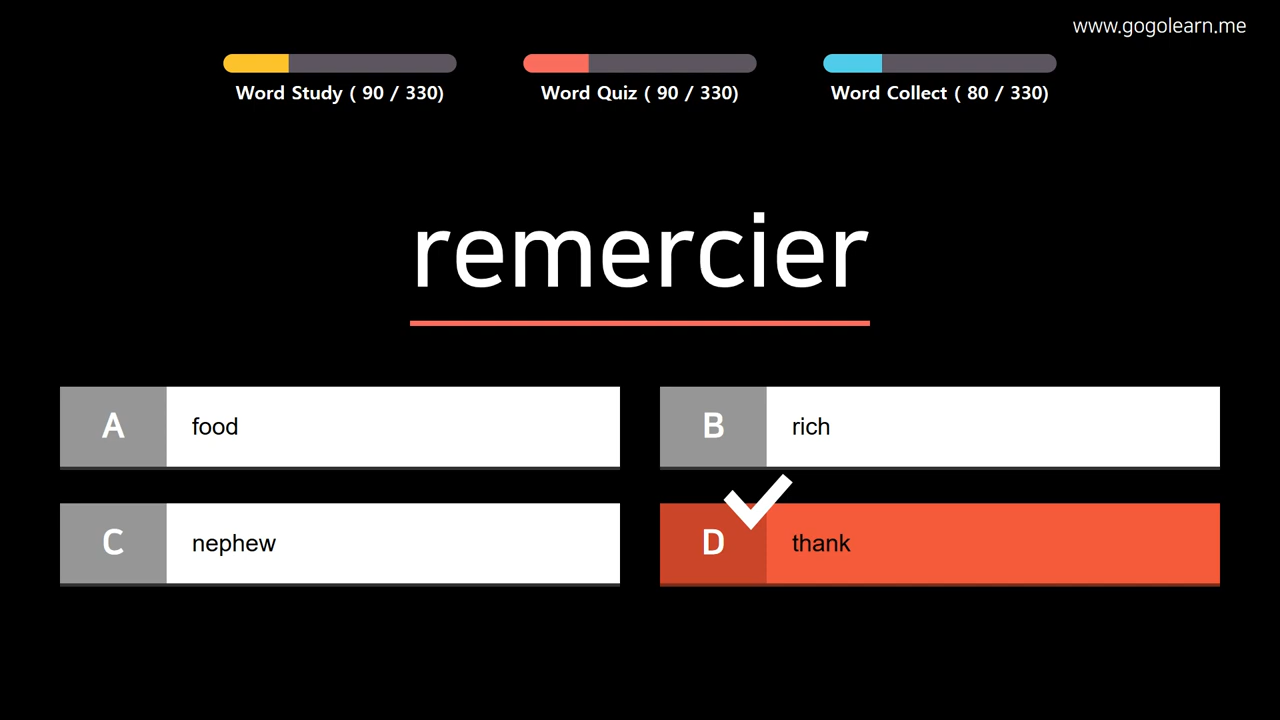 www.gogolearn.me
Word Study ( 90 / 330)
Word Quiz ( 90 / 330)
Word Collect ( 80 / 330)
remercier
A food
B rich
C nephew
D thank